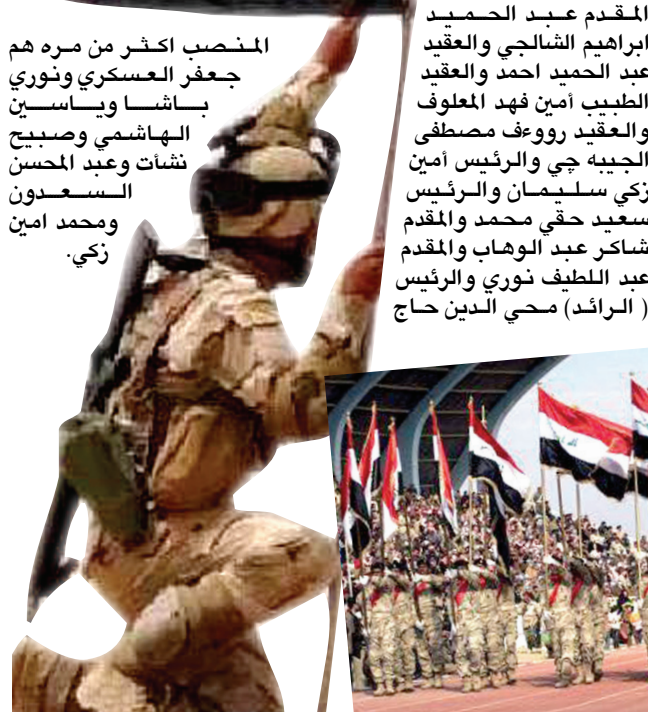 المقدم عبد الحميد
ابراهيم الشالجي والعقيد
عبد الحميد احمد والعقيد
الطبيب أمين فهد المعلوف
والعقيد رووءف مصطفى
الجيبه چي والرئيس أمين
زكي سليمان والرئيس
سعيد حقي محمد والمقدم
شاكر عبد الوهاب والمقدم
عبد اللطيف نوري والرئيس
( الرائد) محي الدين حاج
المنصب اكثر من مره هم
جعفر العسكري ونوري
باشا وياسين
الهاشمي وصبيح
نشأت وعبد المحسن
السعدون
ومحمد امين
زكي.